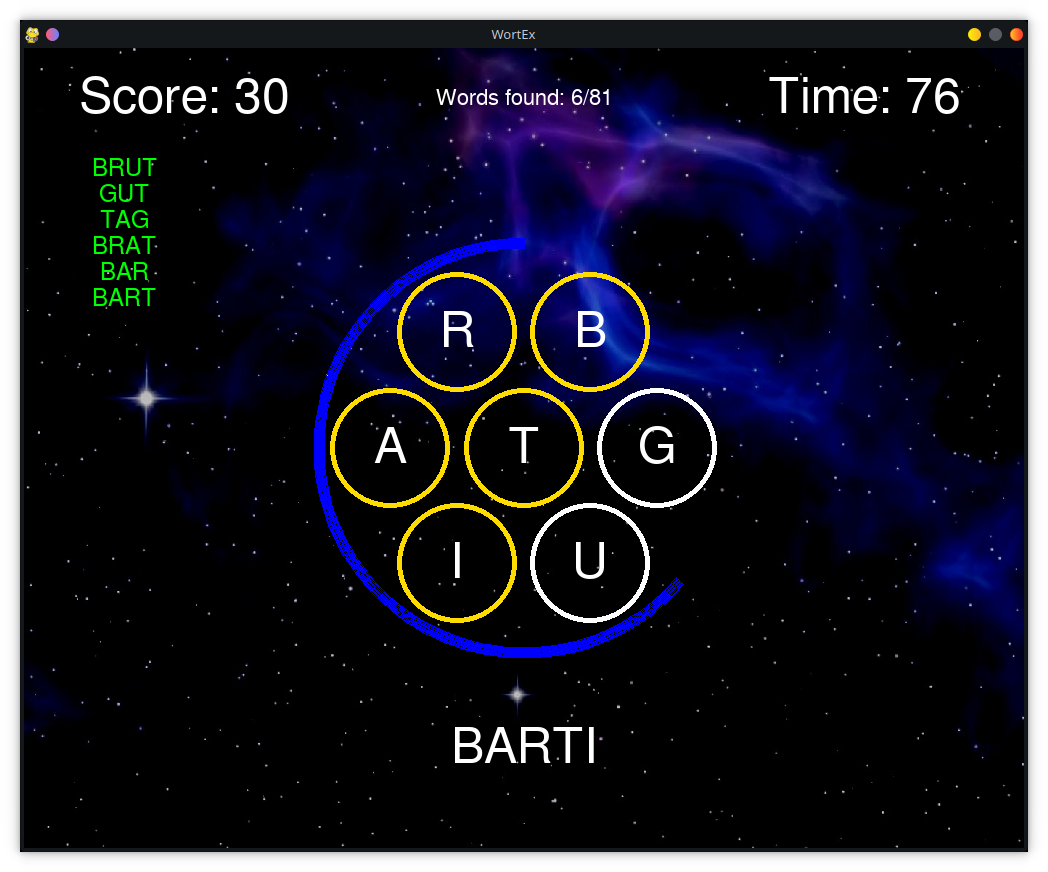 WortEx
Score: 30
Words found: 6/81
Time: 76
BRUT
GUT
TAG
BRAT
BAR
BART
R B
A T G
I U
BARTI